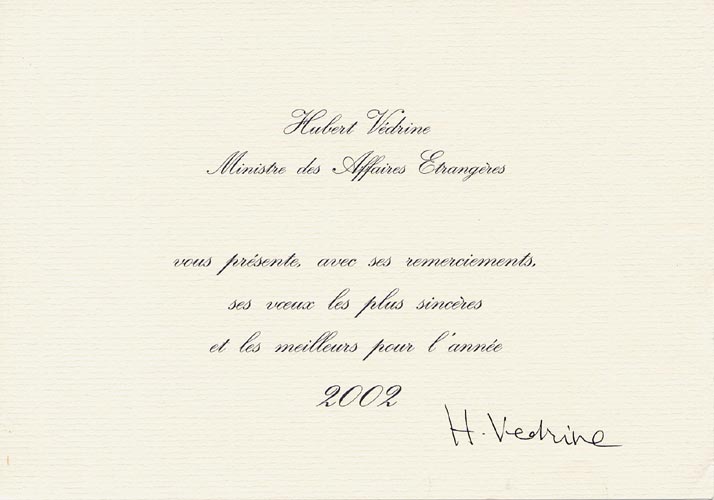 Hubert Védrine
Ministre des Affaires Etrangères
vous présente, avec ses remerciements,
ses vœux les plus sincères
et les meilleurs pour l'année
2002
H. Vedrine